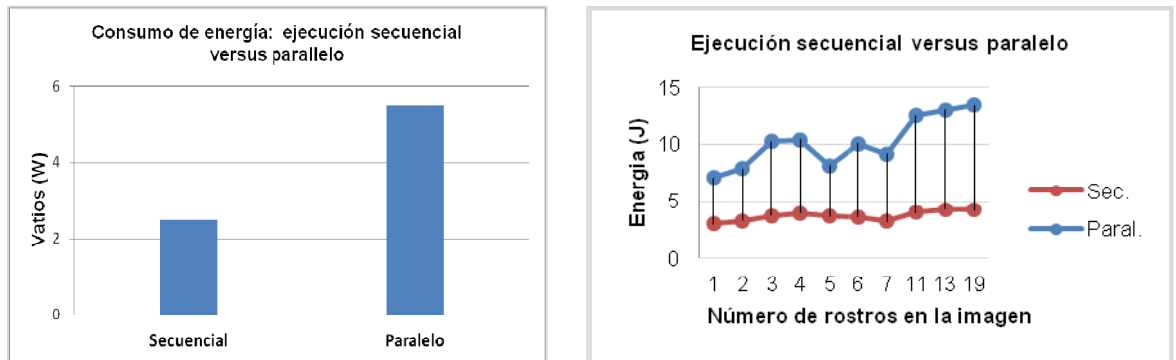 Consumo de energía: ejecución secuencial
versus parallelo
6
4
2
0
Vatios (W)
Secuencial
Paralelo
Ejecución secuencial versus paralelo
15
10
5
0
Energia (J)
1 2 3 4 5 6 7 11 13 19
Número de rostros en la imagen
Sec.
Paral.